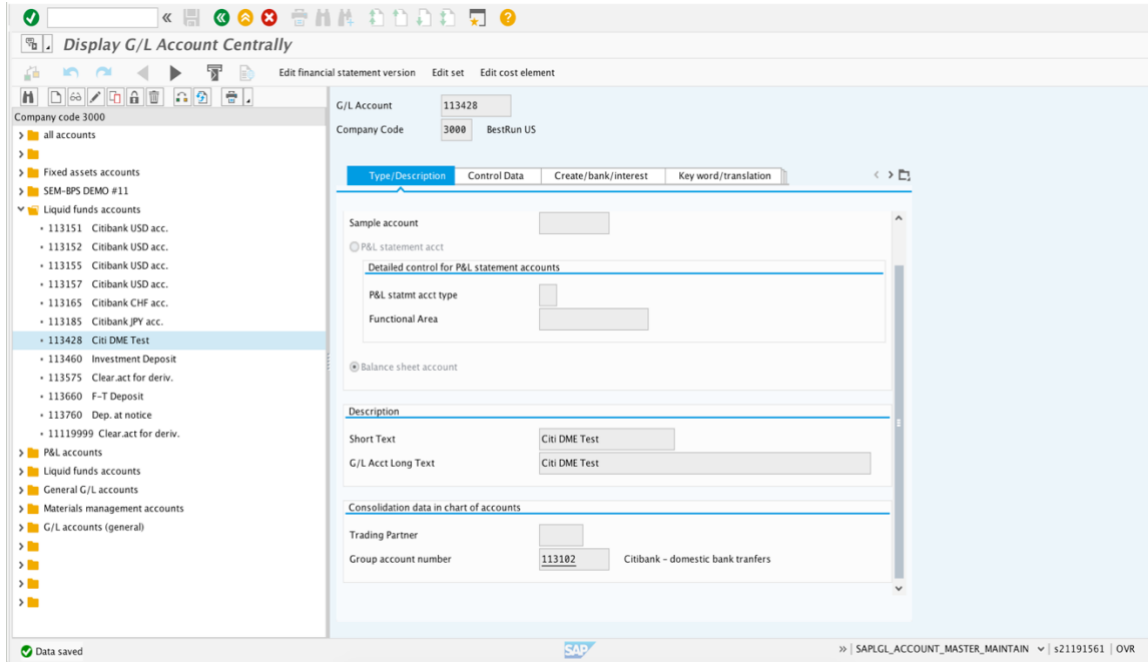 Display G/L Account Centrally
Edit financial statement version Edit set Edit cost element
Company code 3000
all accounts
Fixed assets accounts
SEM-BPS DEMO #11
Liquid funds accounts
113151 Citibank USD acc.
113152 Citibank USD acc.
113155 Citibank USD acc.
113157 Citibank USD acc.
113165 Citibank CHF acc.
113185 Citibank JPY acc.
113428 Citi DME Test
113460 Investment Deposit
113575 Clear.act for deriv.
113660 F-T Deposit
113760 Dep. at notice
11119999 Clear.act for deriv.
P&L accounts
Liquid funds accounts
General G/L accounts
Materials management accounts
G/L accounts (general)
G/L Account 113428
Company Code 3000 BestRun US
Type/Description Control Data Create/bank/interest Key word/translation
Sample account
P&L statement acct
Detailed control for P&L statement accounts
P&L statmt acct type
Functional Area
Balance sheet account
Description
Short Text Citi DME Test
G/L Acct Long Text Citi DME Test
Consolidation data in chart of accounts
Trading Partner
Group account number 113102 Citibank - domestic bank tranfers
Data saved
SAP
SAPLGL_ACCOUNT_MASTER_MAINTAIN s21191561 OVR